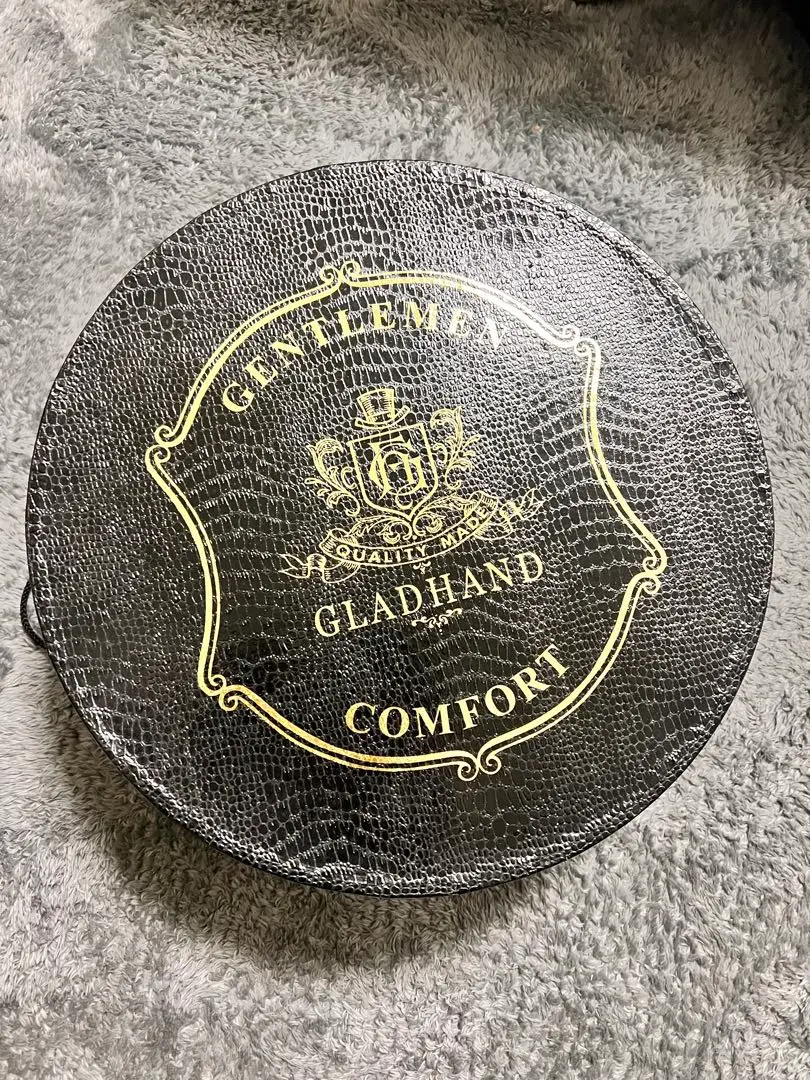 GENTLEMEN
GH
QUALITY MADE
GLADHAND
COMFORT